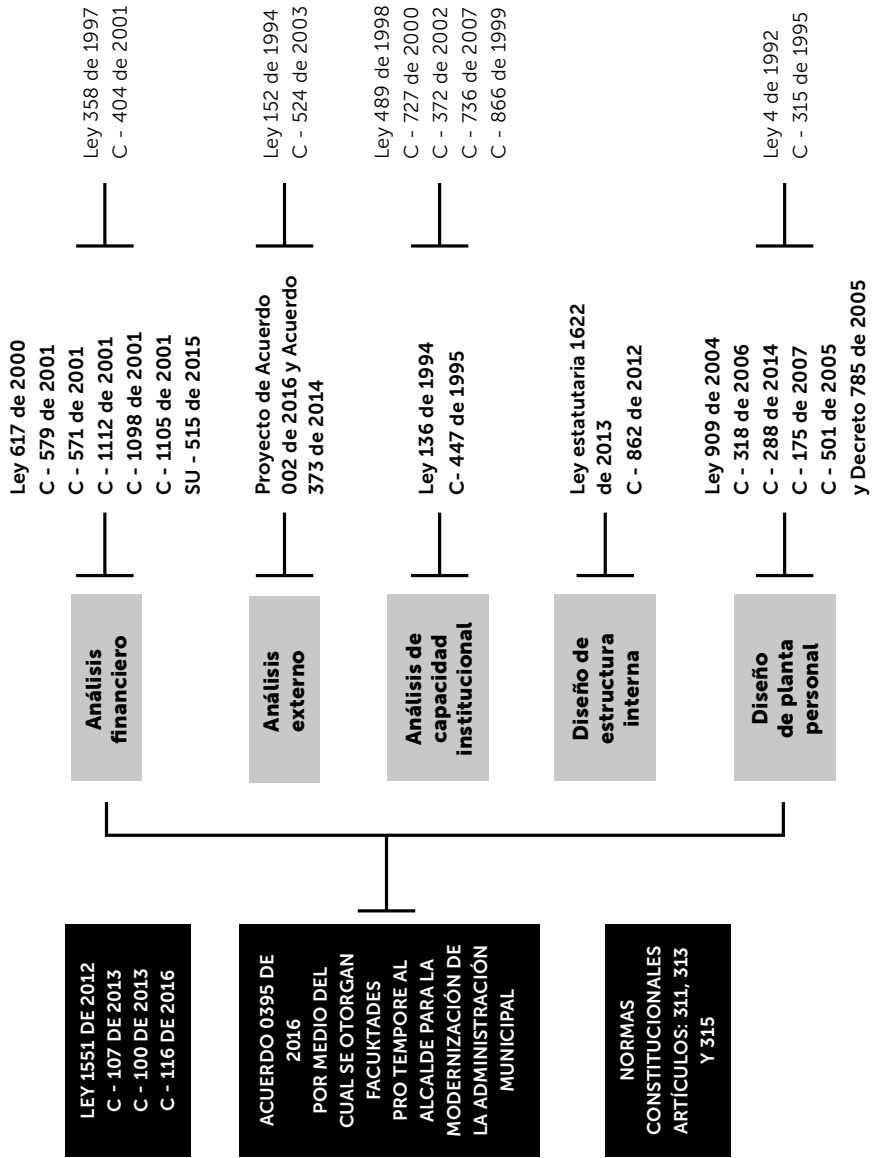 LEY 1551 DE 2012
C - 107 DE 2013
C - 100 DE 2013
C - 116 DE 2016
ACUERDO 0395 DE
2016
POR MEDIO DEL
CUAL SE OTORGAN
FACUKTADES
PRO TEMPORE AL
ALCALDE PARA LA
MODERNIZACIÓN DE
LA ADMINISTRACIÓN
MUNICIPAL
NORMAS
CONSTITUCIONALES
ARTÍCULOS: 311, 313
Y 315
Análisis
financiero
Ley 617 de 2000
C - 579 de 2001
C - 571 de 2001
C - 1112 de 2001
C - 1098 de 2001
C - 1105 de 2001
SU - 515 de 2015
Ley 358 de 1997
C - 404 de 2001
Análisis
externo
Proyecto de Acuerdo
002 de 2016 y Acuerdo
373 de 2014
Ley 152 de 1994
C - 524 de 2003
Análisis de
capacidad
institucional
Ley 136 de 1994
C- 447 de 1995
Ley 489 de 1998
C - 727 de 2000
C - 372 de 2002
C - 736 de 2007
C - 866 de 1999
Diseño de
estructura
interna
Ley estatutaria 1622
de 2013
C - 862 de 2012
Diseño
de planta
personal
Ley 909 de 2004
C - 318 de 2006
C - 288 de 2014
C - 175 de 2007
C - 501 de 2005
y Decreto 785 de 2005
Ley 4 de 1992
C - 315 de 1995